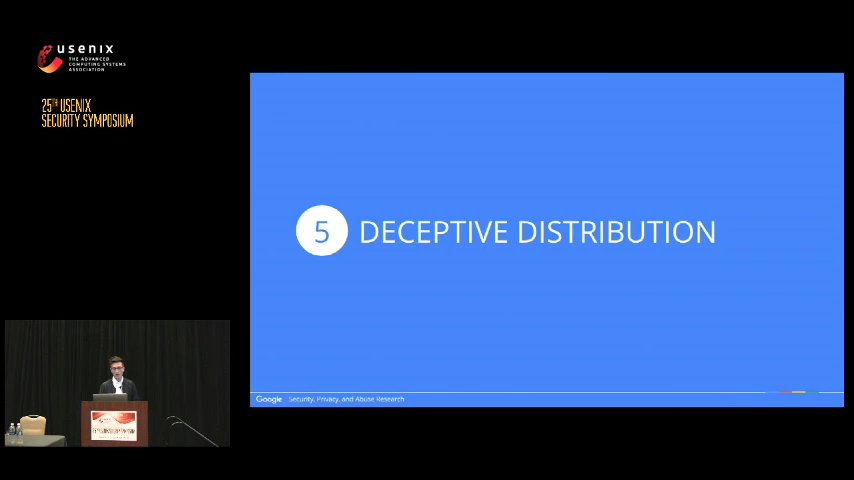 usenix
THE ADVANCED
COMPUTING SYSTEMS
ASSOCIATION
25TH USENIX
SECURITY SYMPOSIUM
5 DECEPTIVE DISTRIBUTION
Google Security, Privacy, and Abuse Research